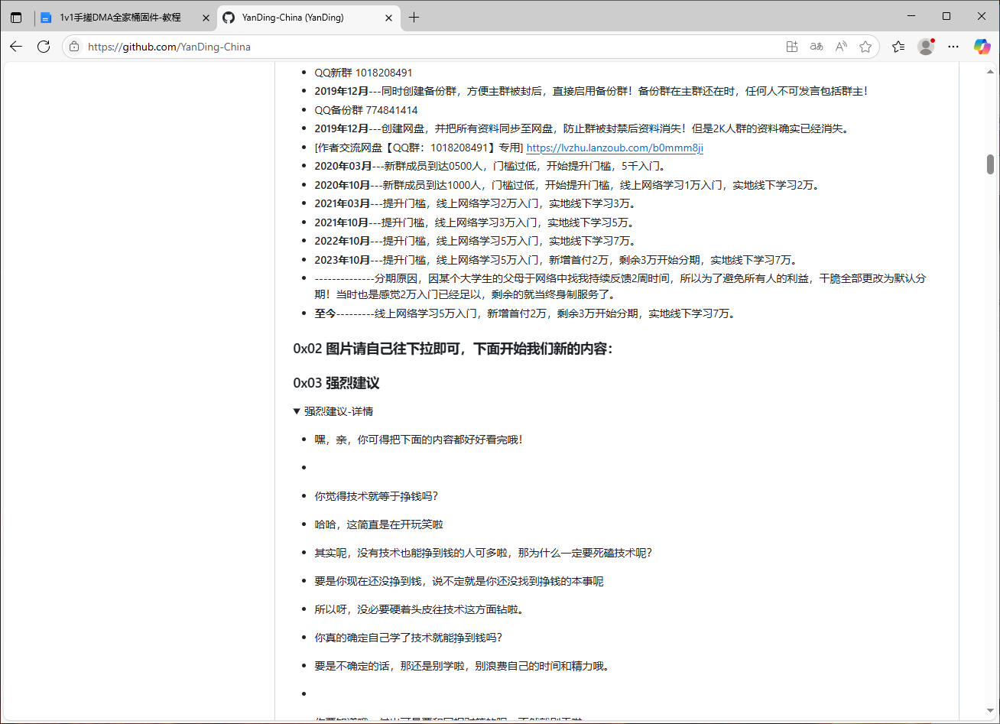 1v1手搓DMA全家桶固件-教程
YanDing-China (YanDing)
https://github.com/YanDing-China
QQ新群 1018208491
2019年12月---同时创建备份群，方便主群被封后，直接启用备份群！备份群在主群还在时，任何人不可发言包括群主！
QQ备份群 774841414
2019年12月---创建网盘，并把所有资料同步至网盘，防止群被封禁后资料消失！但是2K人群的资料确实已经消失。
[作者交流网盘【QQ群：1018208491】专用] https://lvzhu.lanzoub.com/b0mmm8ji
2020年03月---新群成员到达0500人，门槛过低，开始提升门槛，5千入门。
2020年10月---新群成员到达1000人，门槛过低，开始提升门槛，线上网络学习1万入门，实地线下学习2万。
2021年03月---提升门槛，线上网络学习2万入门，实地线下学习3万。
2021年10月---提升门槛，线上网络学习3万入门，实地线下学习5万。
2022年10月---提升门槛，线上网络学习5万入门，实地线下学习7万。
2023年10月---提升门槛，线上网络学习5万入门，新增首付2万，剩余3万开始分期，实地线下学习7万。
--------------分期原因，因某个大学生的父母于网络中找我持续反馈2周时间，所以为了避免所有人的利益，干脆全部更改为默认分
期！当时也是感觉2万入门已经足以，剩余的就当终身制服务了。
至今---------线上网络学习5万入门，新增首付2万，剩余3万开始分期，实地线下学习7万。
0x02 图片请自己往下拉即可，下面开始我们新的内容：
0x03 强烈建议
强烈建议-详情
嘿，亲，你可得把下面的内容都好好看完哦！
你觉得技术就等于挣钱吗？
哈哈，这简直是在开玩笑啦
其实呢，没有技术也能挣到钱的人可多啦，那为什么一定要死磕技术呢？
要是你现在还没挣到钱，说不定就是你还没找到挣钱的本事呢
所以呀，没必要硬着头皮往技术这方面钻啦。
你真的确定自己学了技术就能挣到钱吗？
要是不确定的话，那还是别学啦，别浪费自己的时间和精力哦。